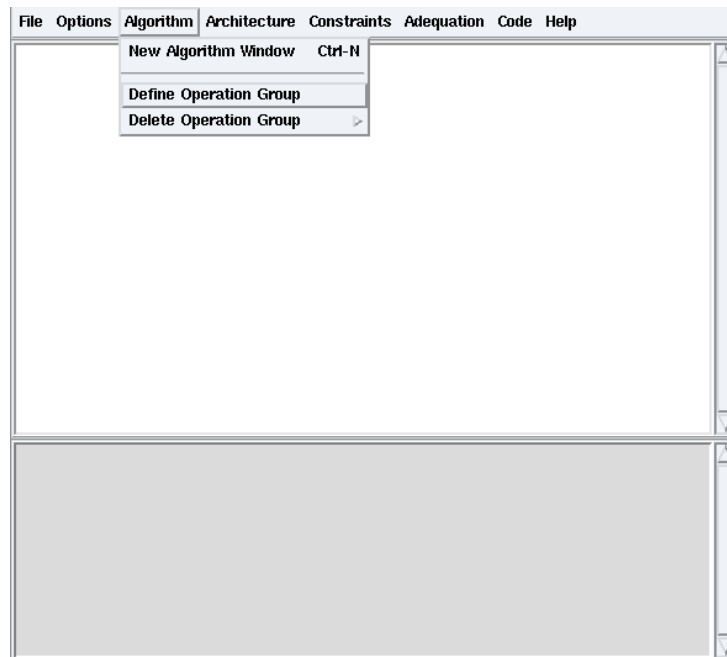 File Options Algorithm Architecture Constraints Adequation Code Help
New Algorithm Window Ctrl-N
Define Operation Group
Delete Operation Group